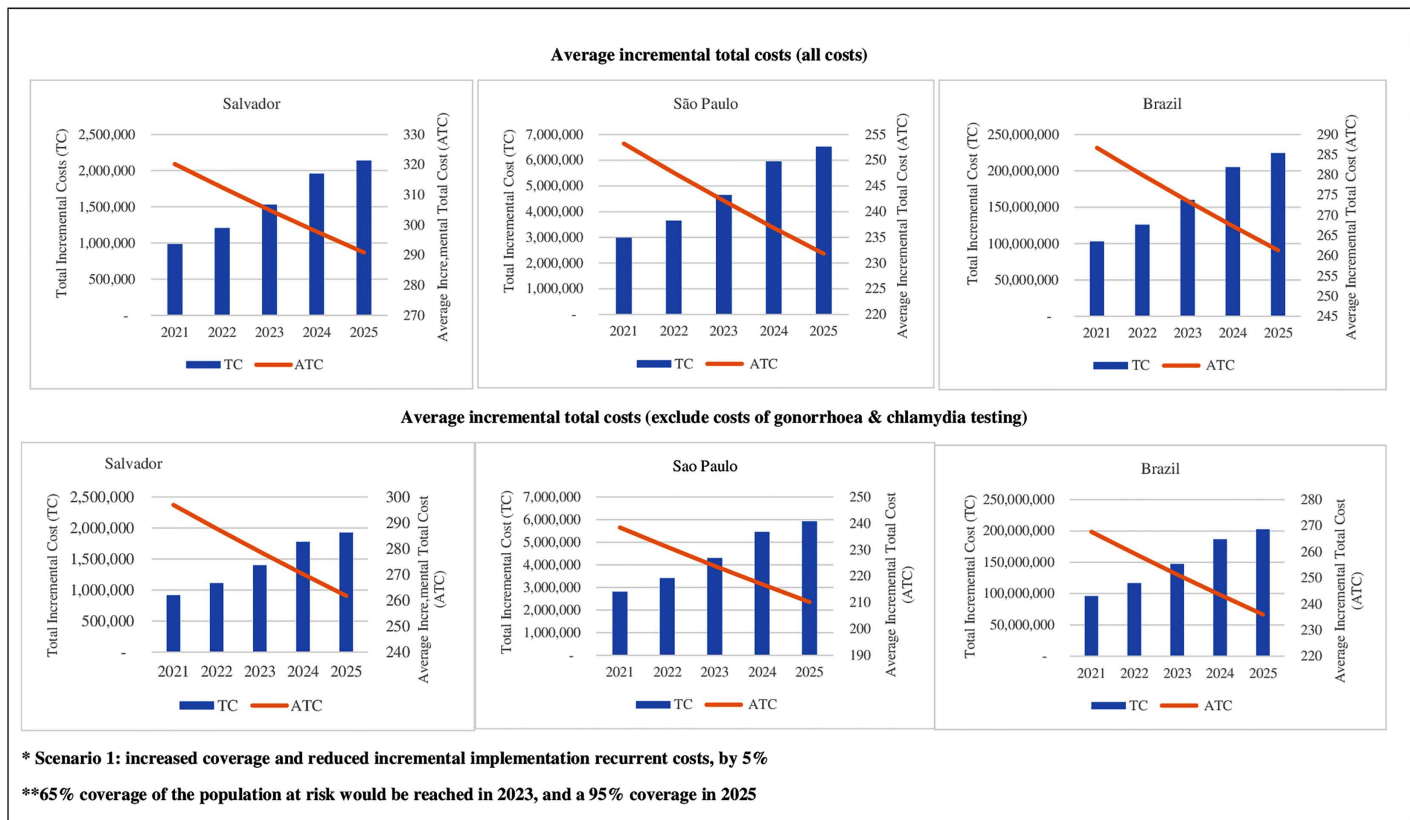 Average incremental total costs (all costs)
Salvador
Total Incremental Costs (TC)
2,500,000
2,000,000
1,500,000
1,000,000
500,000
-
330
320
310
300
290
280
270
Average Incre,mental Total Cost (ATC)
2021 2022 2023 2024 2025
TC ATC
São Paulo
Total Incremental Cost (TC)
7,000,000
6,000,000
5,000,000
4,000,000
3,000,000
2,000,000
1,000,000
-
255
250
245
240
235
230
225
220
Average Incremental Total Cost (ATC)
2021 2022 2023 2024 2025
TC ATC
Brazil
Total Incremental Cost (TC)
250,000,000
200,000,000
150,000,000
100,000,000
50,000,000
-
290
285
280
275
270
265
260
255
250
245
Average Incremental Total Cost (ATC)
2021 2022 2023 2024 2025
TC ATC
Average incremental total costs (exclude costs of gonorrhoea & chlamydia testing)
Salvador
Total Incremental Cost (TC)
2,500,000
2,000,000
1,500,000
1,000,000
500,000
-
300
290
280
270
260
250
240
Average Incre,mental Total Cost
(ATC)
2021 2022 2023 2024 2025
TC ATC
Sao Paulo
Total Incremental Cost (TC)
7,000,000
6,000,000
5,000,000
4,000,000
3,000,000
2,000,000
1,000,000
-
250
240
230
220
210
200
190
Average Incremental Total Cost
(ATC)
2021 2022 2023 2024 2025
TC ATC
Brazil
Total Incremental Cost (TC)
250,000,000
200,000,000
150,000,000
100,000,000
50,000,000
-
280
270
260
250
240
230
220
Average Incremental Total Cost
(ATC)
2021 2022 2023 2024 2025
TC ATC
* Scenario 1: increased coverage and reduced incremental implementation recurrent costs, by 5%
**65% coverage of the population at risk would be reached in 2023, and a 95% coverage in 2025